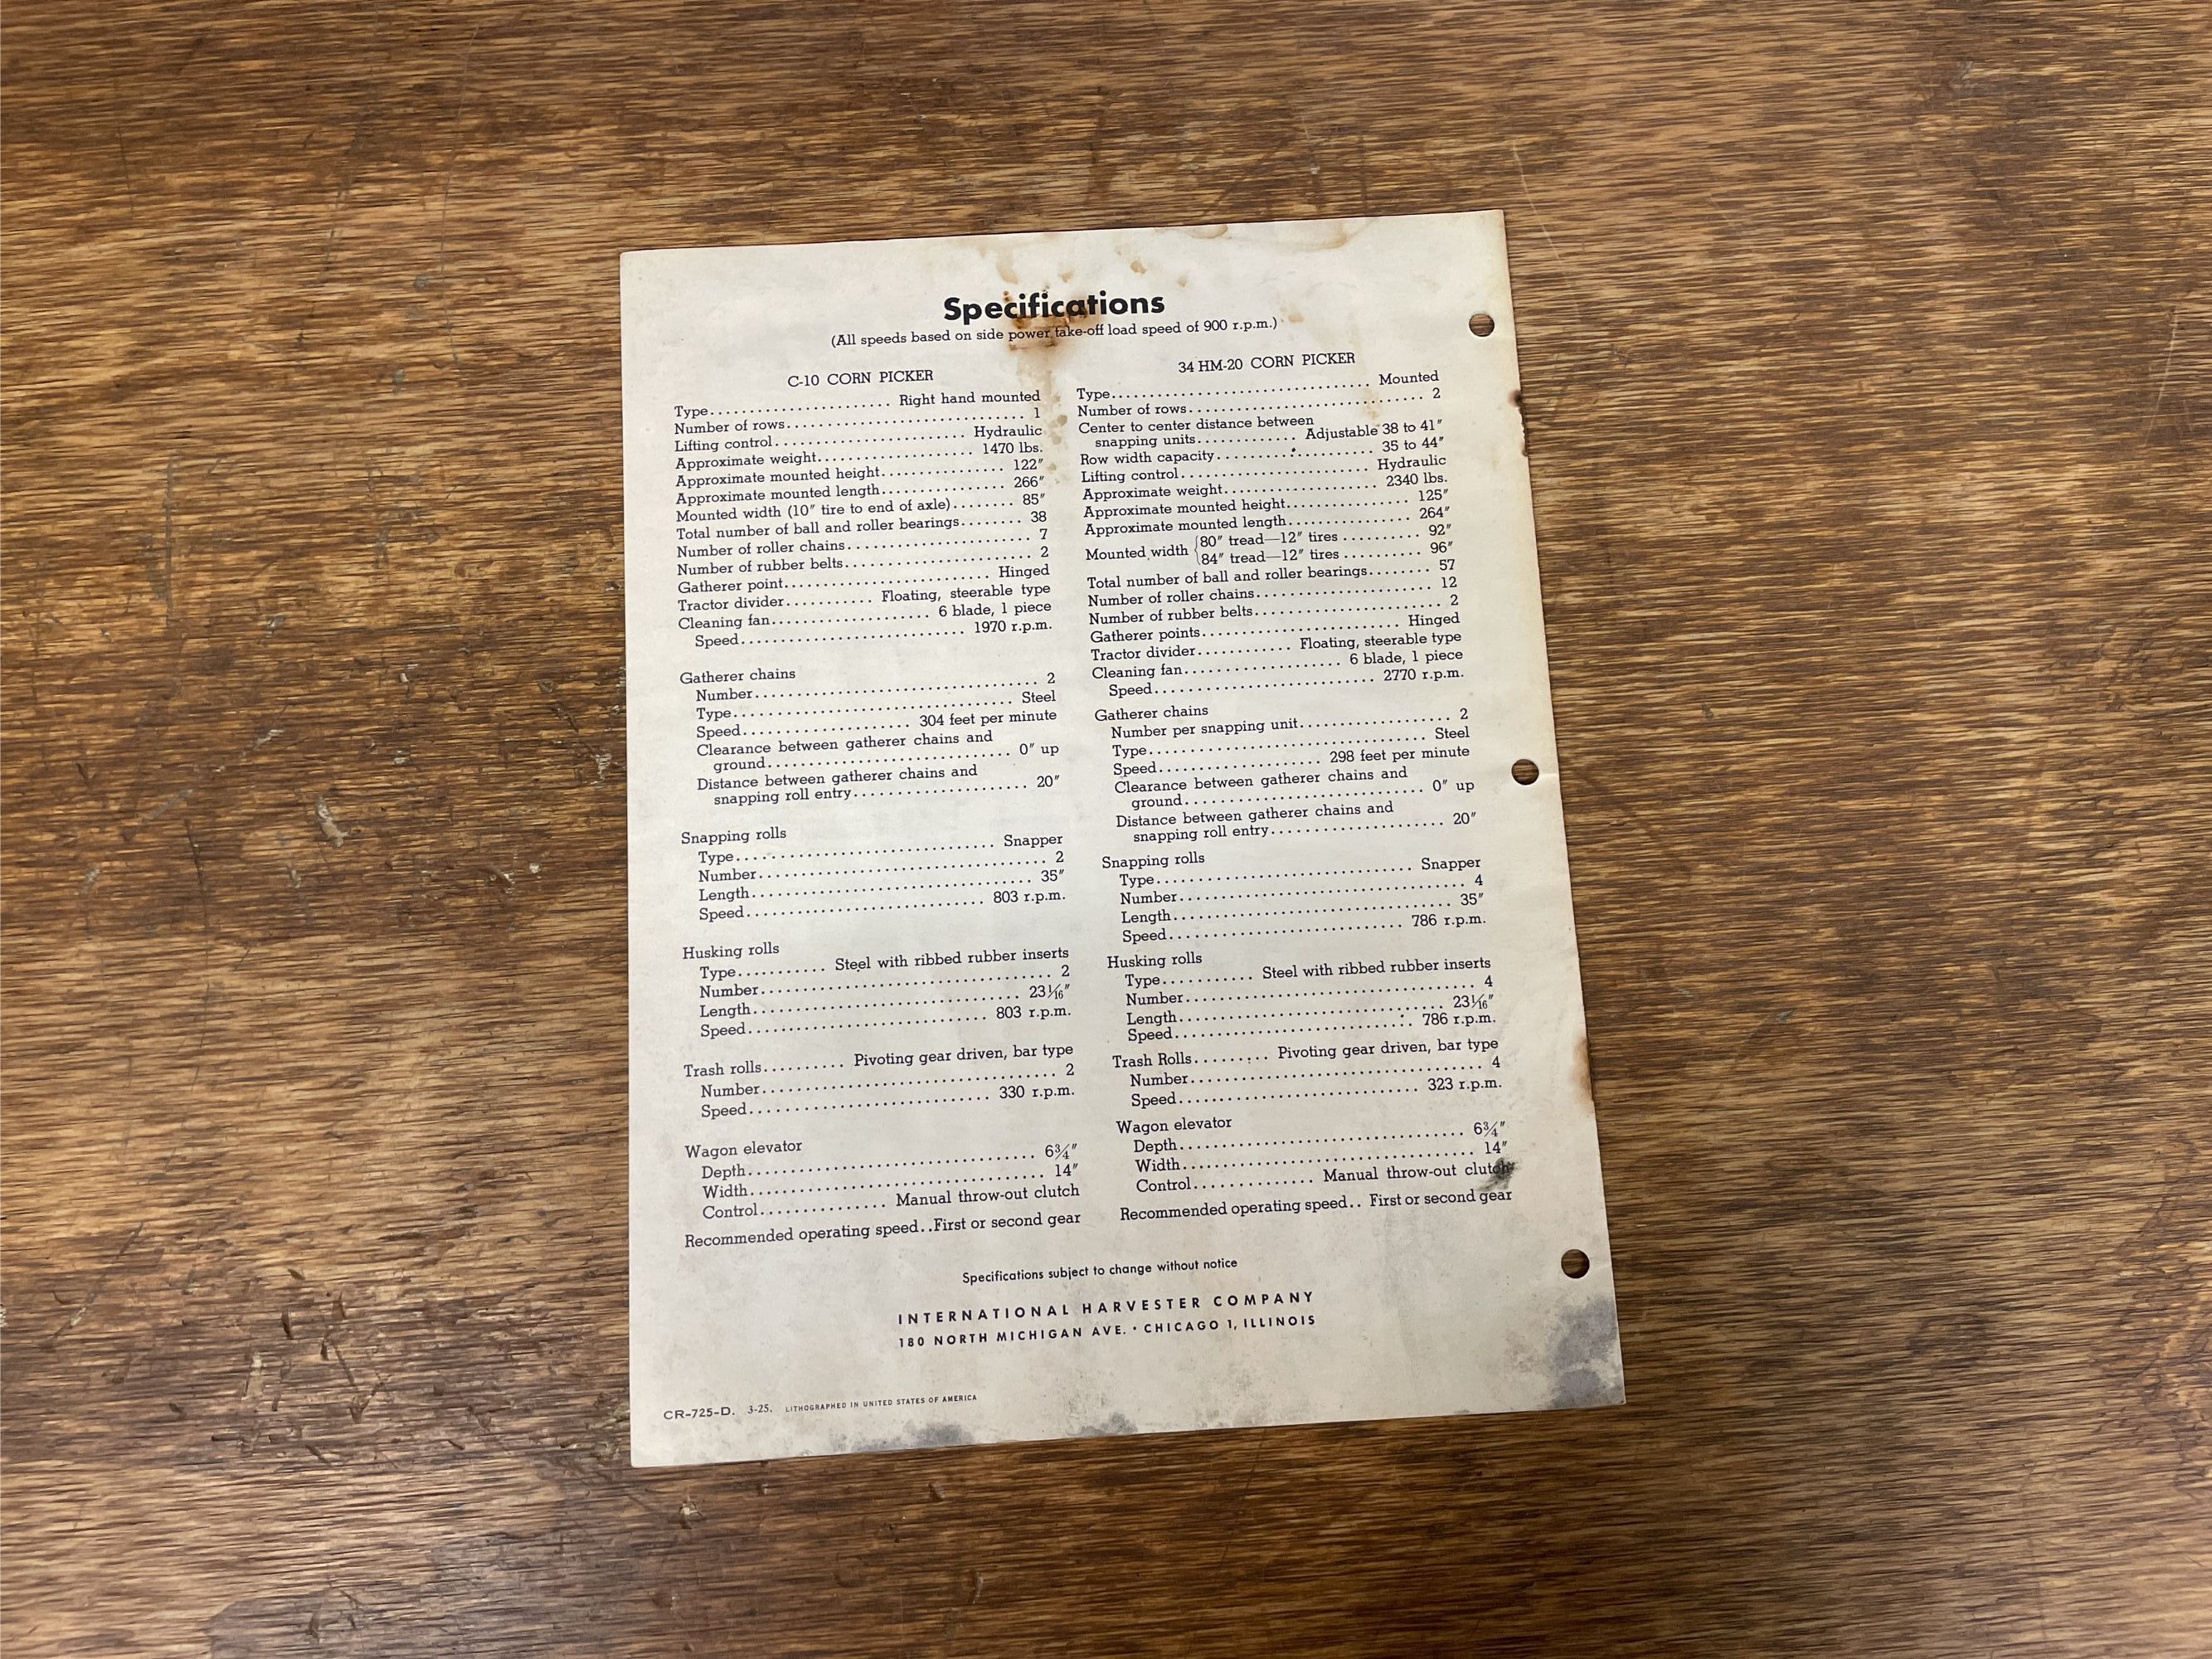 Specifications
(All speeds based on side power take-off load speed of 900 r.p.m.)
C-10 CORN PICKER
Type....................... Right hand mounted
Number of rows............................ 1
Lifting control......................... Hydraulic
Approximate weight.................... 1470 lbs.
Approximate mounted height................ 122″
Approximate mounted length................ 266″
Mounted width (10″ tire to end of axle)........ 85″
Total number of ball and roller bearings........ 38
Number of roller chains...................... 7
Number of rubber belts...................... 2
Gatherer point.......................... Hinged
Tractor divider........... Floating, steerable type
Cleaning fan.................... 6 blade, 1 piece
Speed............................ 1970 r.p.m.
Gatherer chains
Number................................... 2
Type................................... Steel
Speed.................... 304 feet per minute
Clearance between gatherer chains and
ground............................... 0″ up
Distance between gatherer chains and
snapping roll entry...................... 20″
Snapping rolls
Type................................ Snapper
Number................................... 2
Length................................... 35″
Speed.............................. 803 r.p.m.
Husking rolls
Type........... Steel with ribbed rubber inserts
Number................................... 2
Length................................ 23 1/16″
Speed.............................. 803 r.p.m.
Trash rolls.......... Pivoting gear driven, bar type
Number................................... 2
Speed.............................. 330 r.p.m.
Wagon elevator
Depth.................................. 6¾″
Width................................... 14″
Control............... Manual throw-out clutch
Recommended operating speed..First or second gear
34 HM-20 CORN PICKER
Type................................ Mounted
Number of rows............................ 2
Center to center distance between
snapping units............. Adjustable 38 to 41″
Row width capacity.................... 35 to 44″
Lifting control........................ Hydraulic
Approximate weight.................... 2340 lbs.
Approximate mounted height................ 125″
Approximate mounted length................ 264″
Mounted width {80″ tread—12″ tires .......... 92″
{84″ tread—12″ tires .......... 96″
Total number of ball and roller bearings........ 57
Number of roller chains...................... 12
Number of rubber belts...................... 2
Gatherer points......................... Hinged
Tractor divider............ Floating, steerable type
Cleaning fan.................... 6 blade, 1 piece
Speed............................ 2770 r.p.m.
Gatherer chains
Number per snapping unit.................. 2
Type................................... Steel
Speed.................... 298 feet per minute
Clearance between gatherer chains and
ground............................... 0″ up
Distance between gatherer chains and
snapping roll entry...................... 20″
Snapping rolls
Type................................ Snapper
Number................................... 4
Length................................... 35″
Speed.............................. 786 r.p.m.
Husking rolls
Type........... Steel with ribbed rubber inserts
Number................................... 4
Length................................ 23 1/16″
Speed.............................. 786 r.p.m.
Trash Rolls......... Pivoting gear driven, bar type
Number................................... 4
Speed.............................. 323 r.p.m.
Wagon elevator
Depth.................................. 6¾″
Width................................... 14″
Control.............. Manual throw-out clutch
Recommended operating speed.. First or second gear
Specifications subject to change without notice
INTERNATIONAL HARVESTER COMPANY
180 NORTH MICHIGAN AVE. • CHICAGO 1, ILLINOIS
CR-725-D. 3-25. LITHOGRAPHED IN UNITED STATES OF AMERICA